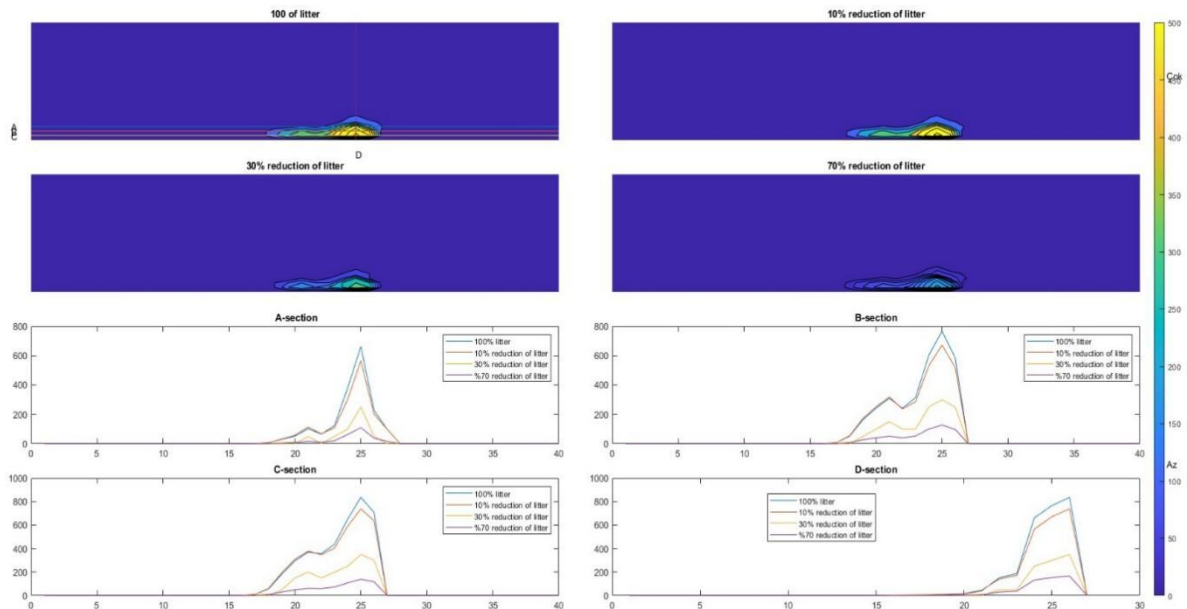 100 of litter
10% reduction of litter
A
B
C
D
30% reduction of litter
70% reduction of litter
A-section
800
600
400
200
0
0 5 10 15 20 25 30 35 40
100% litter
10% reduction of litter
30% reduction of litter
%70 reduction of litter
B-section
800
600
400
200
0
0 5 10 15 20 25 30 35 40
100% litter
10% reduction of litter
30% reduction of litter
%70 reduction of litter
C-section
1000
800
600
400
200
0
0 5 10 15 20 25 30 35 40
100% litter
10% reduction of litter
30% reduction of litter
%70 reduction of litter
D-section
1000
800
600
400
200
0
0 5 10 15 20 25 30
100% litter
10% reduction of litter
30% reduction of litter
%70 reduction of litter
500
Çok
450
400
350
300
250
200
150
Az
100
50
0